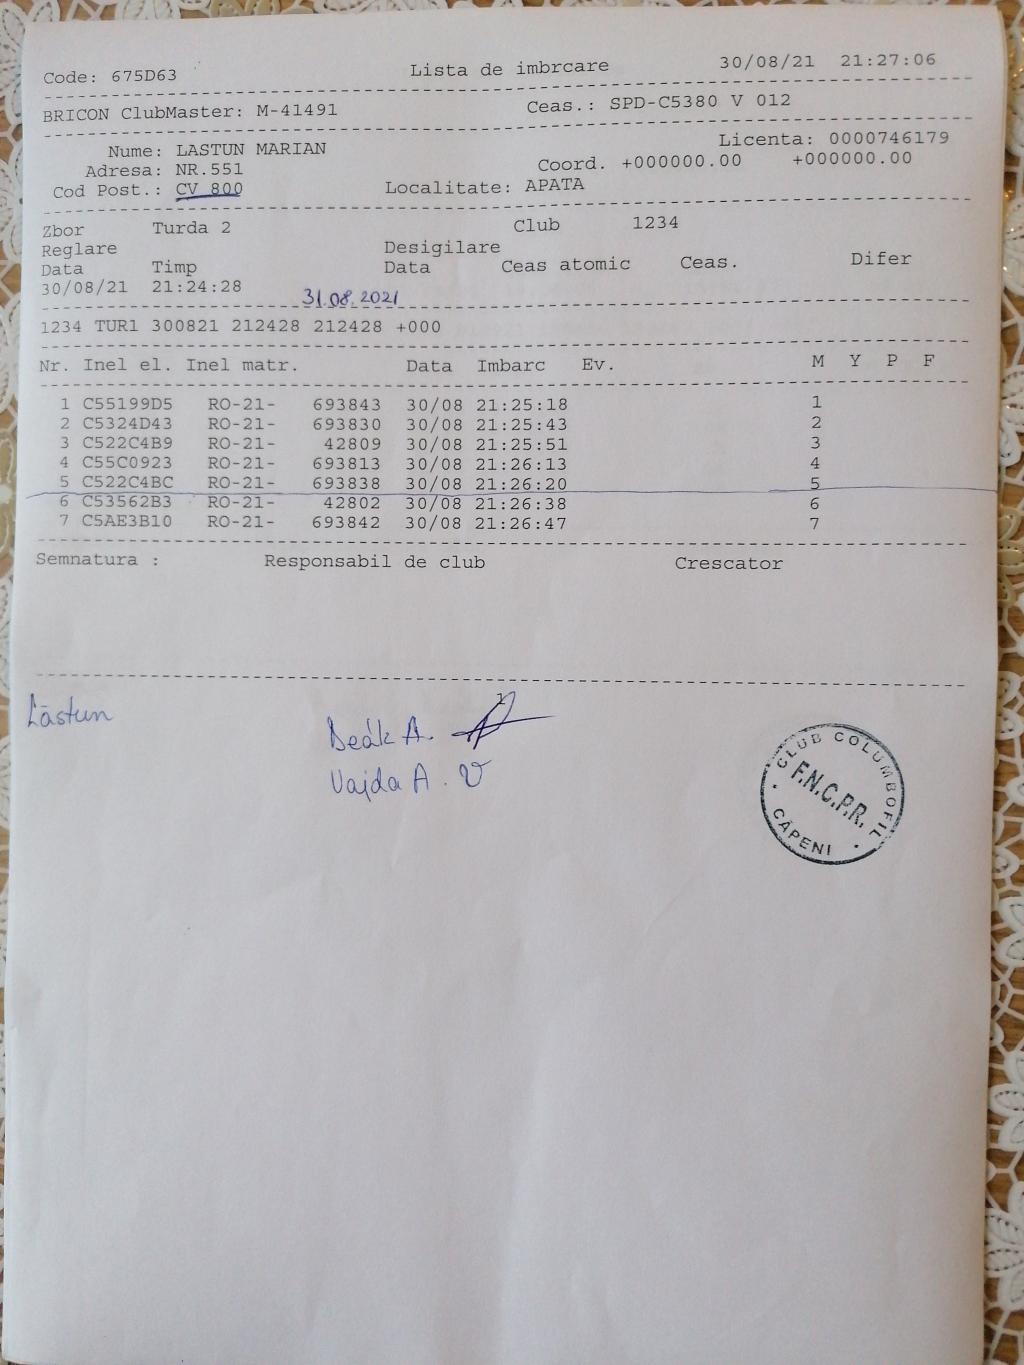 Code: 675D63 Lista de imbrcare 30/08/21 21:27:06
BRICON ClubMaster: M-41491 Ceas.: SPD-C5380 V 012
Nume: LASTUN MARIAN Licenta: 0000746179
Adresa: NR.551 Coord. +000000.00 +000000.00
Cod Post.: CV 800 Localitate: APATA
Zbor Turda 2 Club 1234
Reglare Desigilare
Data Timp Data Ceas atomic Ceas. Difer
30/08/21 21:24:28
31.08.2021
1234 TUR1 300821 212428 212428 +000
Nr. Inel el. Inel matr. Data Imbarc Ev. M Y P F
1 C55199D5 RO-21- 693843 30/08 21:25:18 1
2 C5324D43 RO-21- 693830 30/08 21:25:43 2
3 C522C4B9 RO-21- 42809 30/08 21:25:51 3
4 C55C0923 RO-21- 693813 30/08 21:26:13 4
5 C522C4BC RO-21- 693838 30/08 21:26:20 5
6 C53562B3 RO-21- 42802 30/08 21:26:38 6
7 C5AE3B10 RO-21- 693842 30/08 21:26:47 7
Semnatura : Responsabil de club Crescator
1
Lăstun
Deák A.
Vajda A. V
CLUB COLUMBOFIL
F.N.C.P.R.
CĂPENI